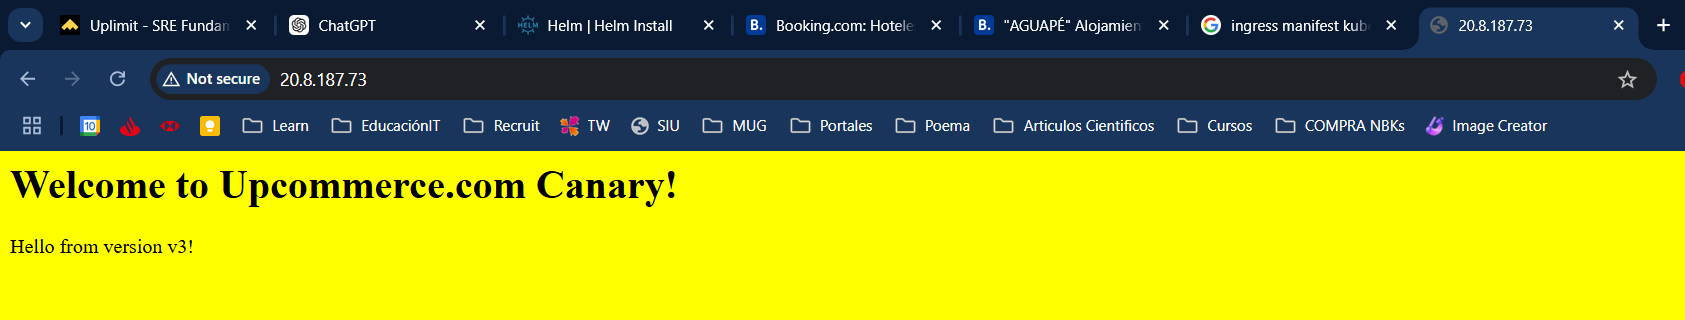 Uplimit - SRE Fundam
ChatGPT
HELM Helm | Helm Install
B. Booking.com: Hotele
B. "AGUAPÉ" Alojamien
G ingress manifest kub
20.8.187.73
Not secure 20.8.187.73
10 Learn EducaciónIT Recruit TW SIU MUG Portales Poema Articulos Cientificos Cursos COMPRA NBKs Image Creator
Welcome to Upcommerce.com Canary!
Hello from version v3!